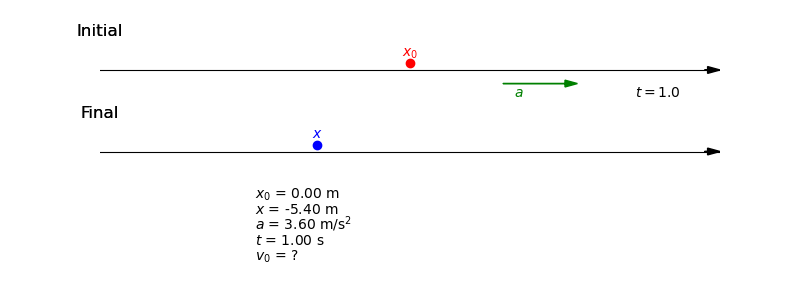 Initial
x₀
a
t = 1.0
Final
x
x₀ = 0.00 m
x = -5.40 m
a = 3.60 m/s²
t = 1.00 s
v₀ = ?